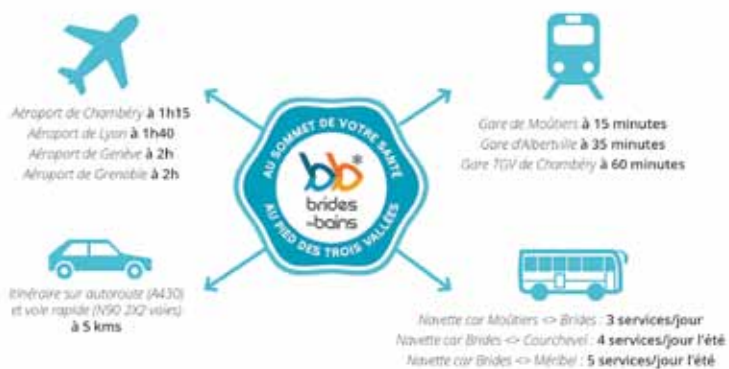 Aéroport de Chambéry à 1h15
Aéroport de Lyon à 1h40
Aéroport de Genève à 2h
Aéroport de Grenoble à 2h
Gare de Moûtiers à 15 minutes
Gare d'Albertville à 35 minutes
Gare TGV de Chambéry à 60 minutes
AU SOMMET DE VOTRE SANTÉ
bb*
brides
-bains
AU PIED DES TROIS VALLÉES
Itinéraire sur autoroute (A430)
et voie rapide (N90 2X2 voies)
à 5 kms
Navette car Moûtiers <> Brides : 3 services/jour
Navette car Brides <> Courchevel : 4 services/jour l'été
Navette car Brides <> Méribel : 5 services/jour l'été